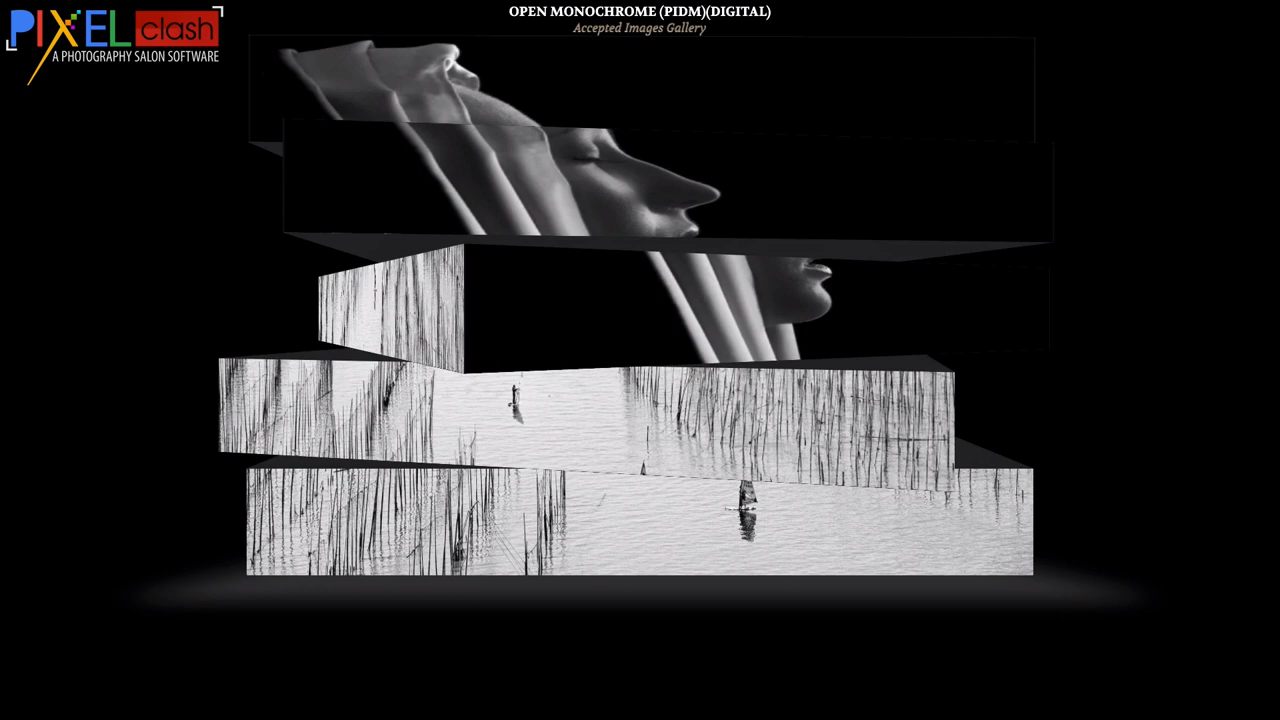 PIXEL clash
A PHOTOGRAPHY SALON SOFTWARE
OPEN MONOCHROME (PIDM)(DIGITAL)
Accepted Images Gallery